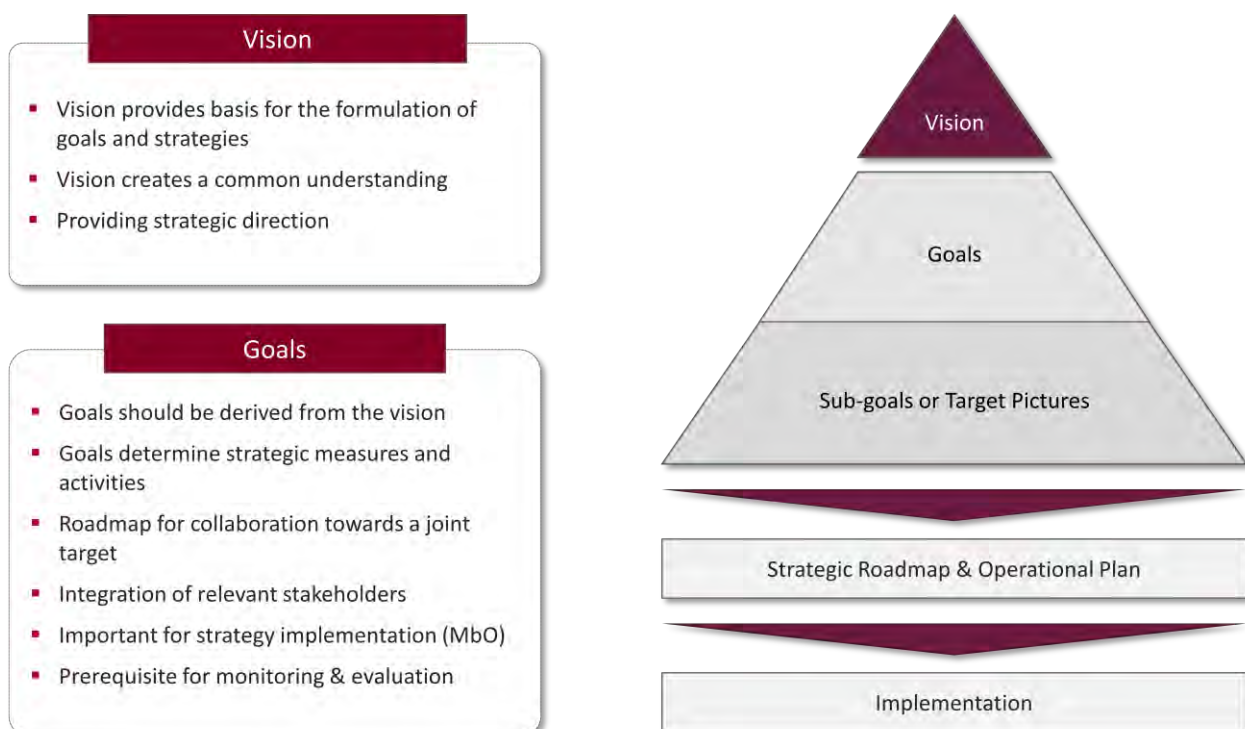 Vision
▪ Vision provides basis for the formulation of
goals and strategies
▪ Vision creates a common understanding
▪ Providing strategic direction
Goals
▪ Goals should be derived from the vision
▪ Goals determine strategic measures and
activities
▪ Roadmap for collaboration towards a joint
target
▪ Integration of relevant stakeholders
▪ Important for strategy implementation (MbO)
▪ Prerequisite for monitoring & evaluation
Vision
Goals
Sub-goals or Target Pictures
Strategic Roadmap & Operational Plan
Implementation